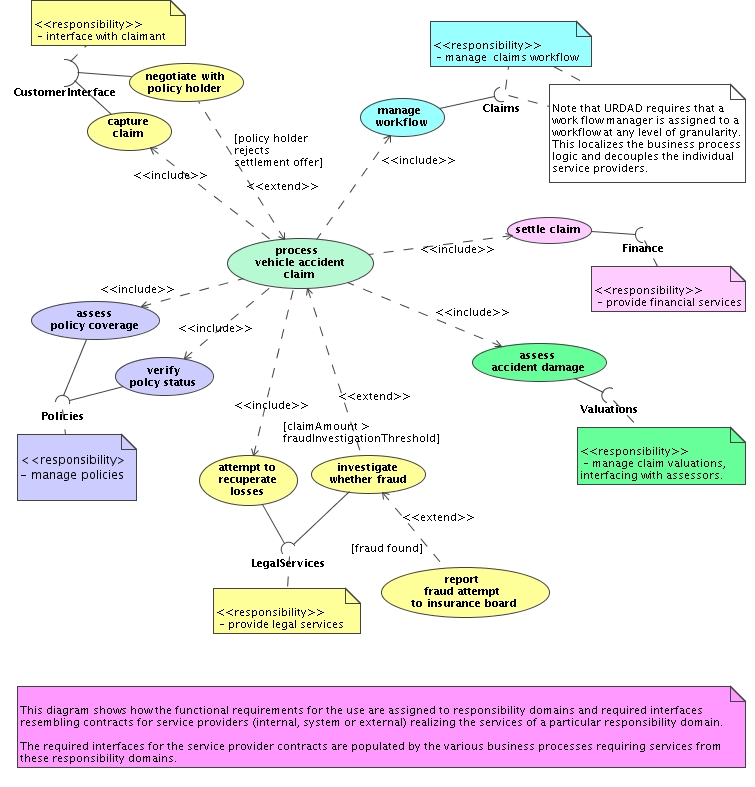 <<responsibility>>
- interface with claimant
CustomerInterface
negotiate with
policy holder
capture
claim
[policy holder
rejects
settlement offer]
<<include>>
<<extend>>
<<responsibility>>
- manage claims workflow
manage
workflow
Claims
<<include>>
Note that URDAD requires that a
work flow manager is assigned to a
workflow at any level of granularity.
This localizes the business process
logic and decouples the individual
service providers.
process
vehicle accident
claim
settle claim
<<include>>
Finance
<<responsibility>>
- provide financial services
<<include>>
assess
policy coverage
<<include>>
verify
polcy status
Policies
<<responsibility>
- manage policies
<<include>>
assess
accident damage
Valuations
<<responsibility>>
- manage claim valuations,
interfacing with assessors.
<<include>>
<<extend>>
[claimAmount >
fraudInvestigationThreshold]
attempt to
recuperate
losses
investigate
whether fraud
<<extend>>
[fraud found]
LegalServices
report
fraud attempt
to insurance board
<<responsibility>>
- provide legal services
This diagram shows how the functional requirements for the use are assigned to responsibility domains and required interfaces
resembling contracts for service providers (internal, system or external) realizing the services of a particular responsibility domain.
The required interfaces for the service provider contracts are populated by the various business processes requiring services from
these responsibility domains.